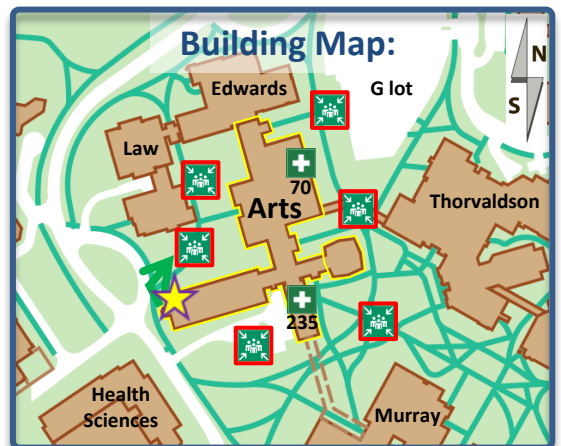 Building Map:
N
S
Edwards
G lot
Law
70
Arts
Thorvaldson
235
Health
Sciences
Murray